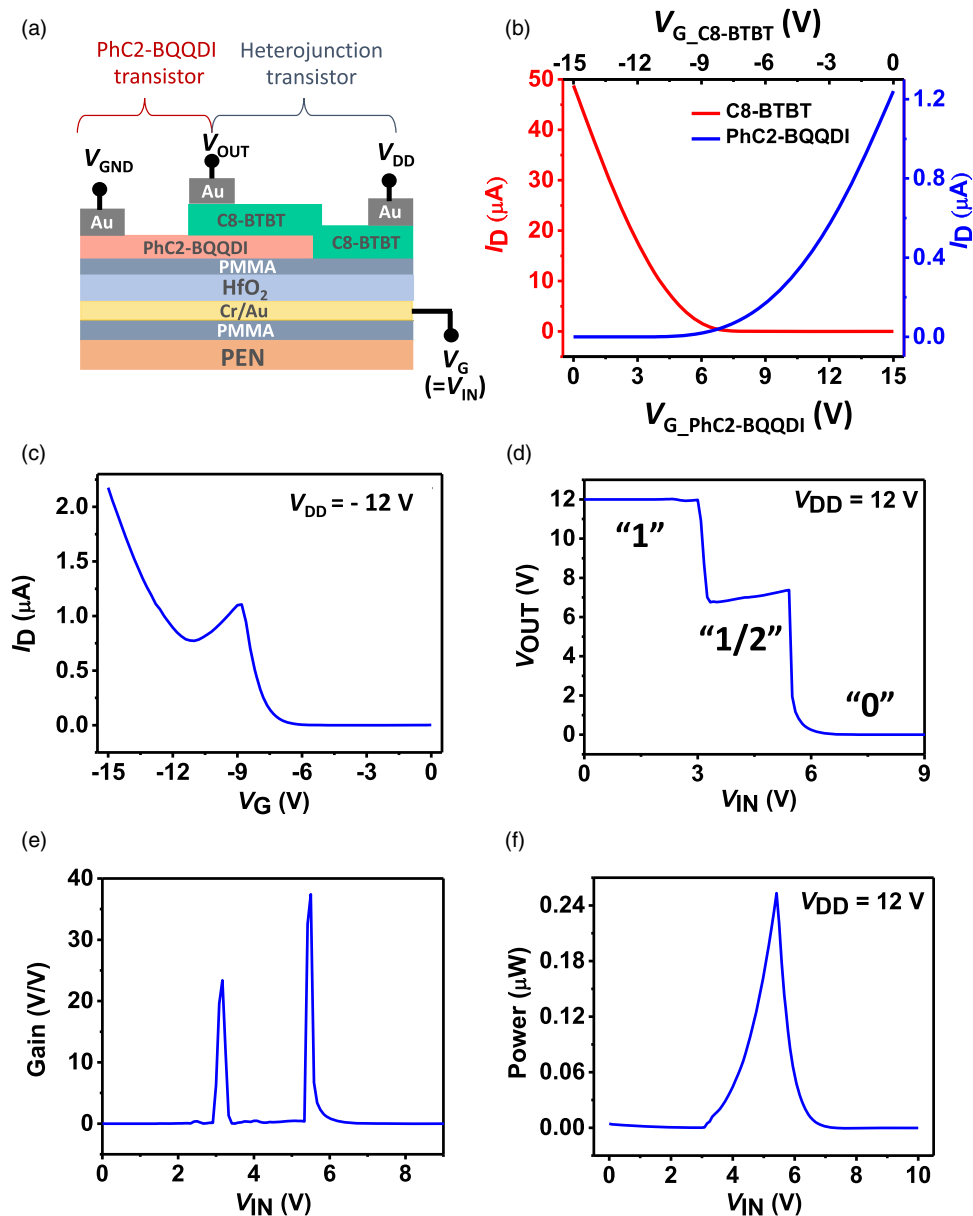 (a)
PhC2-BQQDI
transistor
Heterojunction
transistor
V_GND
V_OUT
V_DD
Au
Au
Au
C8-BTBT
PhC2-BQQDI
C8-BTBT
PMMA
HfO₂
Cr/Au
PMMA
PEN
V_G
(=V_IN)
(b)
V_G_C8-BTBT (V)
-15 -12 -9 -6 -3 0
C8-BTBT
PhC2-BQQDI
I_D (μA)
50
40
30
20
10
0
I_D (μA)
1.2
0.8
0.4
0.0
0 3 6 9 12 15
V_G_PhC2-BQQDI (V)
(c)
V_DD = - 12 V
I_D (μA)
2.0
1.5
1.0
0.5
0.0
-15 -12 -9 -6 -3 0
V_G (V)
(d)
V_DD = 12 V
"1"
"1/2"
"0"
V_OUT (V)
12
10
8
6
4
2
0
0 3 6 9
V_IN (V)
(e)
Gain (V/V)
40
30
20
10
0
0 2 4 6 8
V_IN (V)
(f)
V_DD = 12 V
Power (μW)
0.24
0.16
0.08
0.00
0 2 4 6 8 10
V_IN (V)